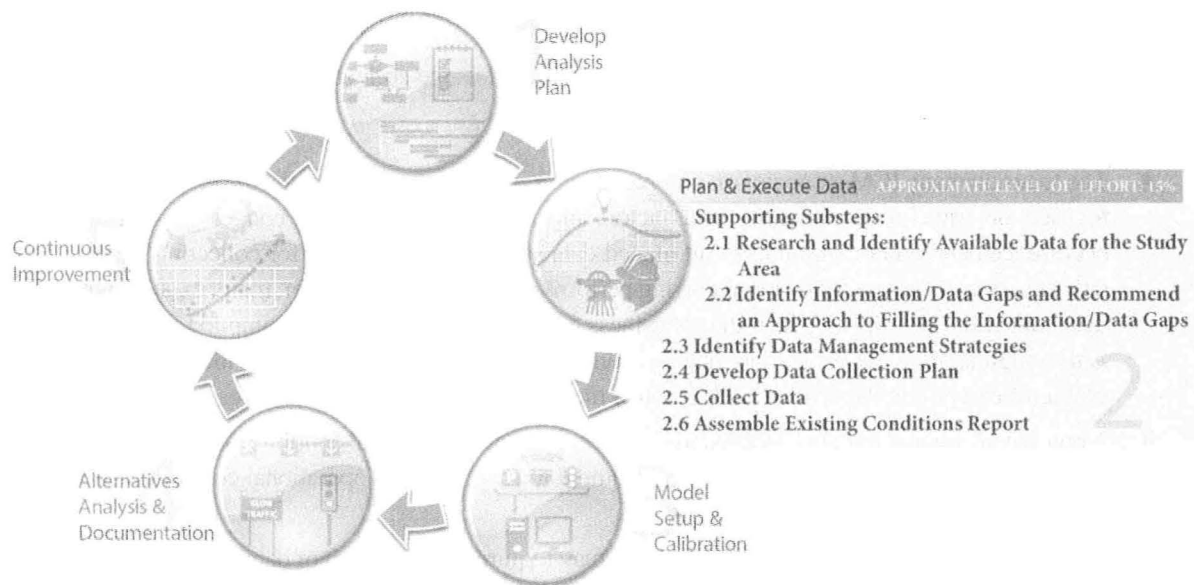 Develop
Analysis
Plan
Plan & Execute Data APPROXIMATE LEVEL OF EFFORT: 15%
Supporting Substeps:
2.1 Research and Identify Available Data for the Study
Area
2.2 Identify Information/Data Gaps and Recommend
an Approach to Filling the Information/Data Gaps
2.3 Identify Data Management Strategies
2.4 Develop Data Collection Plan
2.5 Collect Data
2.6 Assemble Existing Conditions Report
2
Model
Setup &
Calibration
Alternatives
Analysis &
Documentation
SLOW
TRAFFIC
Continuous
Improvement